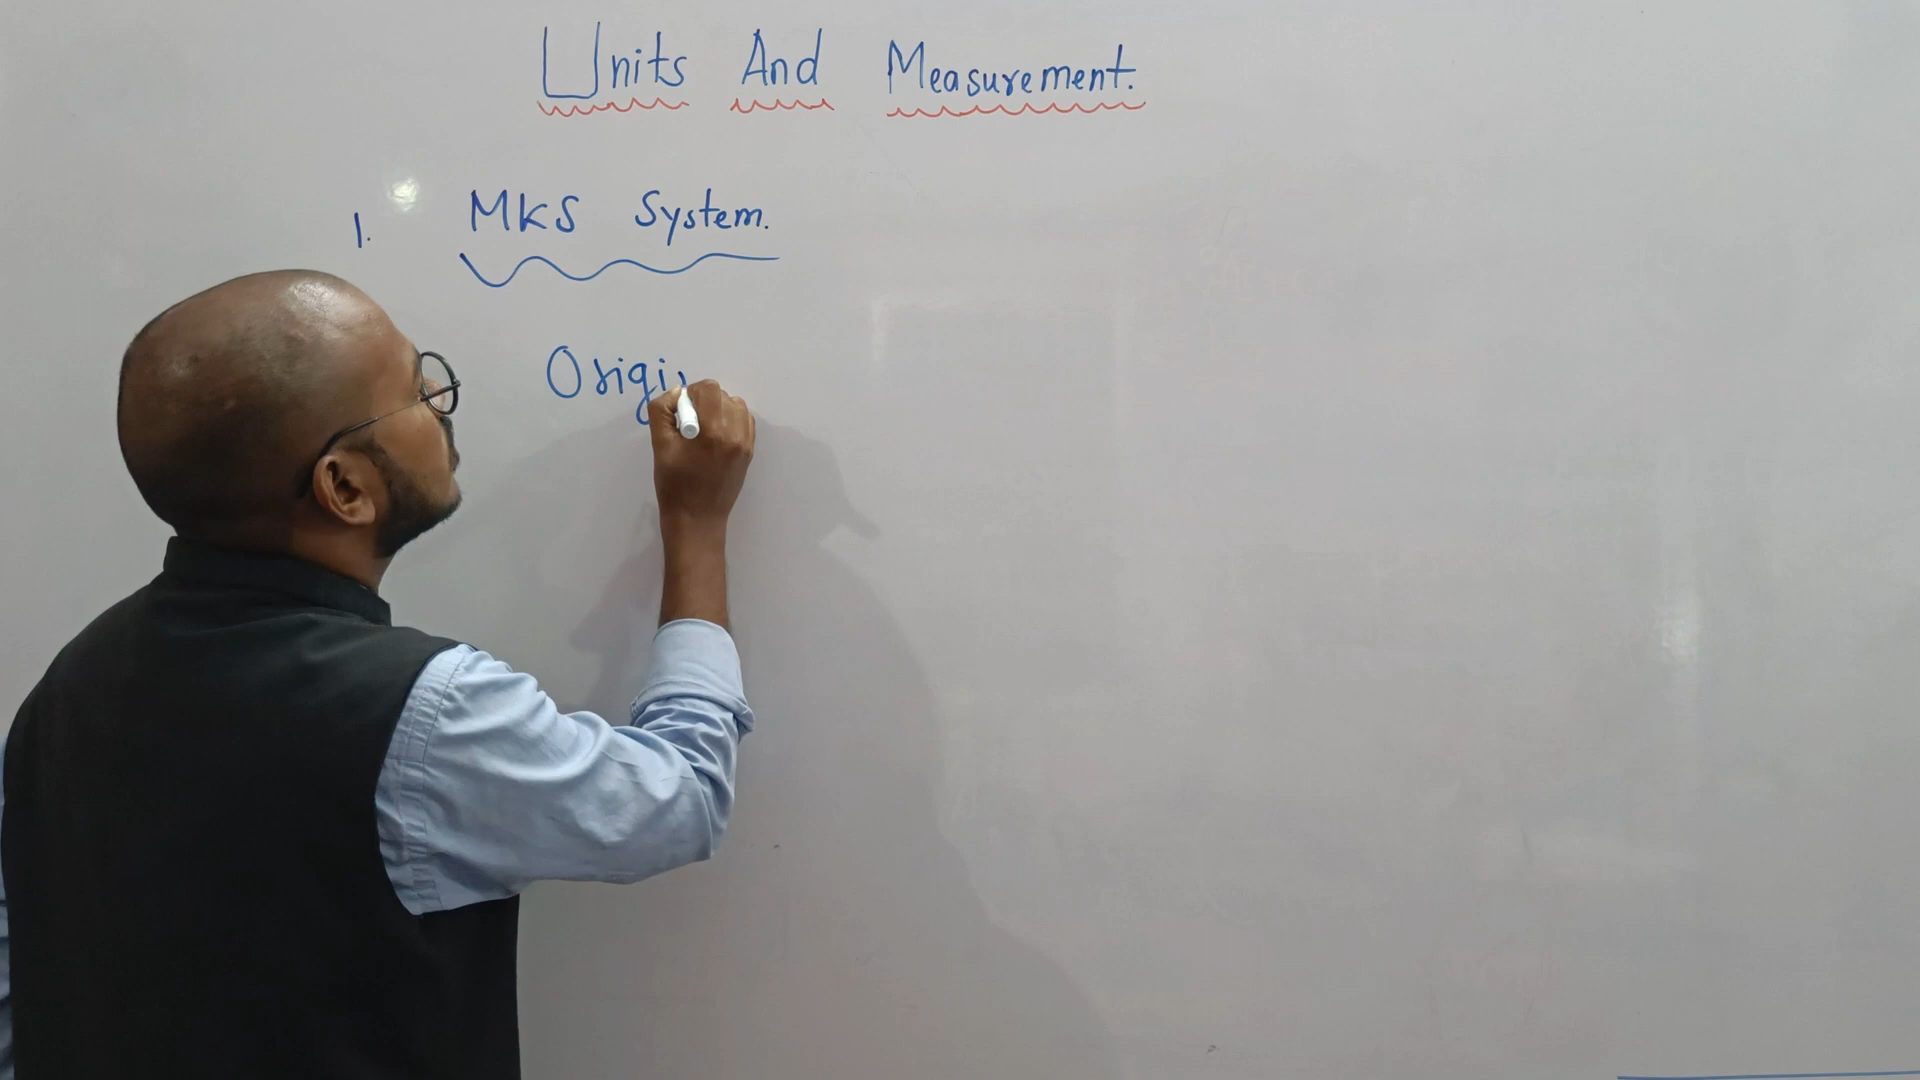 Units And Measurement.
1. MKS System.
Origi